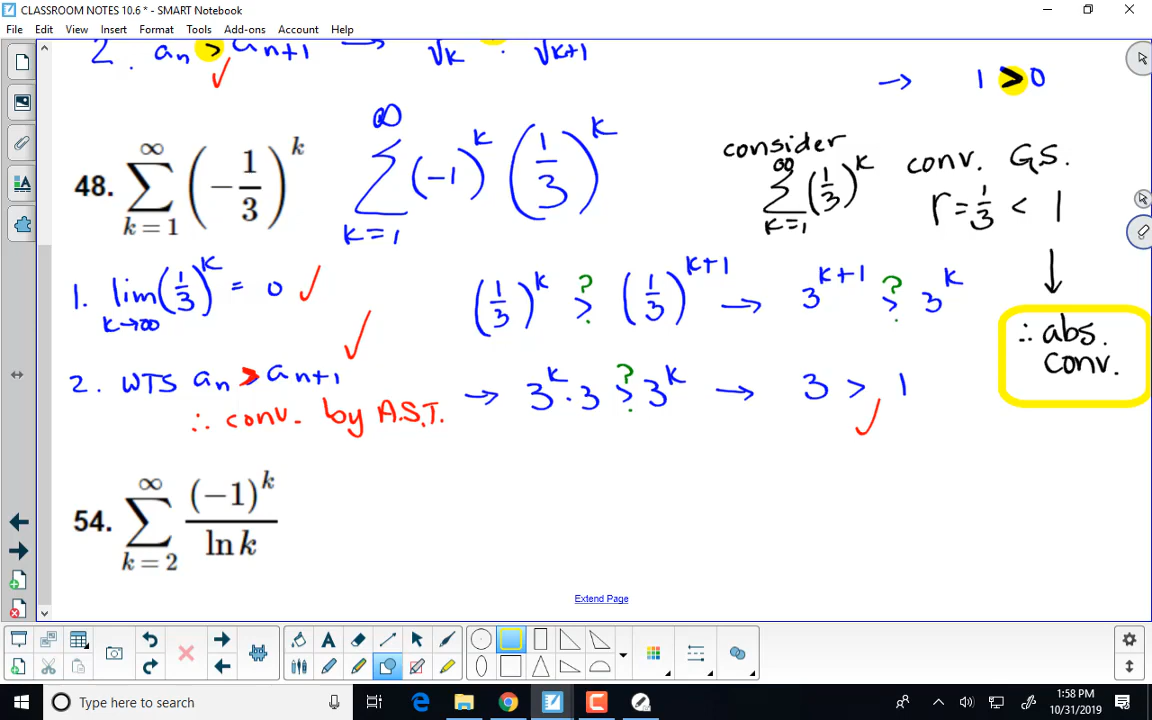 CLASSROOM NOTES 10.6 * - SMART Notebook
File Edit View Insert Format Tools Add-ons Account Help
2. aₙ > aₙ₊₁ → √k √k+1
→ 1 > 0
48. ∑ k=1 ∞ (−1/3)^k ∑ k=1 ∞ (−1)^k (1/3)^k
consider ∑ k=1 ∞ (1/3)^k
conv. G.S.
r = 1/3 < 1
1. lim k→∞ (1/3)^k = 0 ✓
(1/3)^k >? (1/3)^k+1 → 3^k+1 >? 3^k
∴ abs.
conv.
2. WTS aₙ > aₙ₊₁ ✓
→ 3^k · 3 >? 3^k → 3 > 1 ✓
∴ conv. by A.S.T.
54. ∑ k=2 ∞ (−1)^k / ln k
Extend Page
Type here to search
1:58 PM
10/31/2019